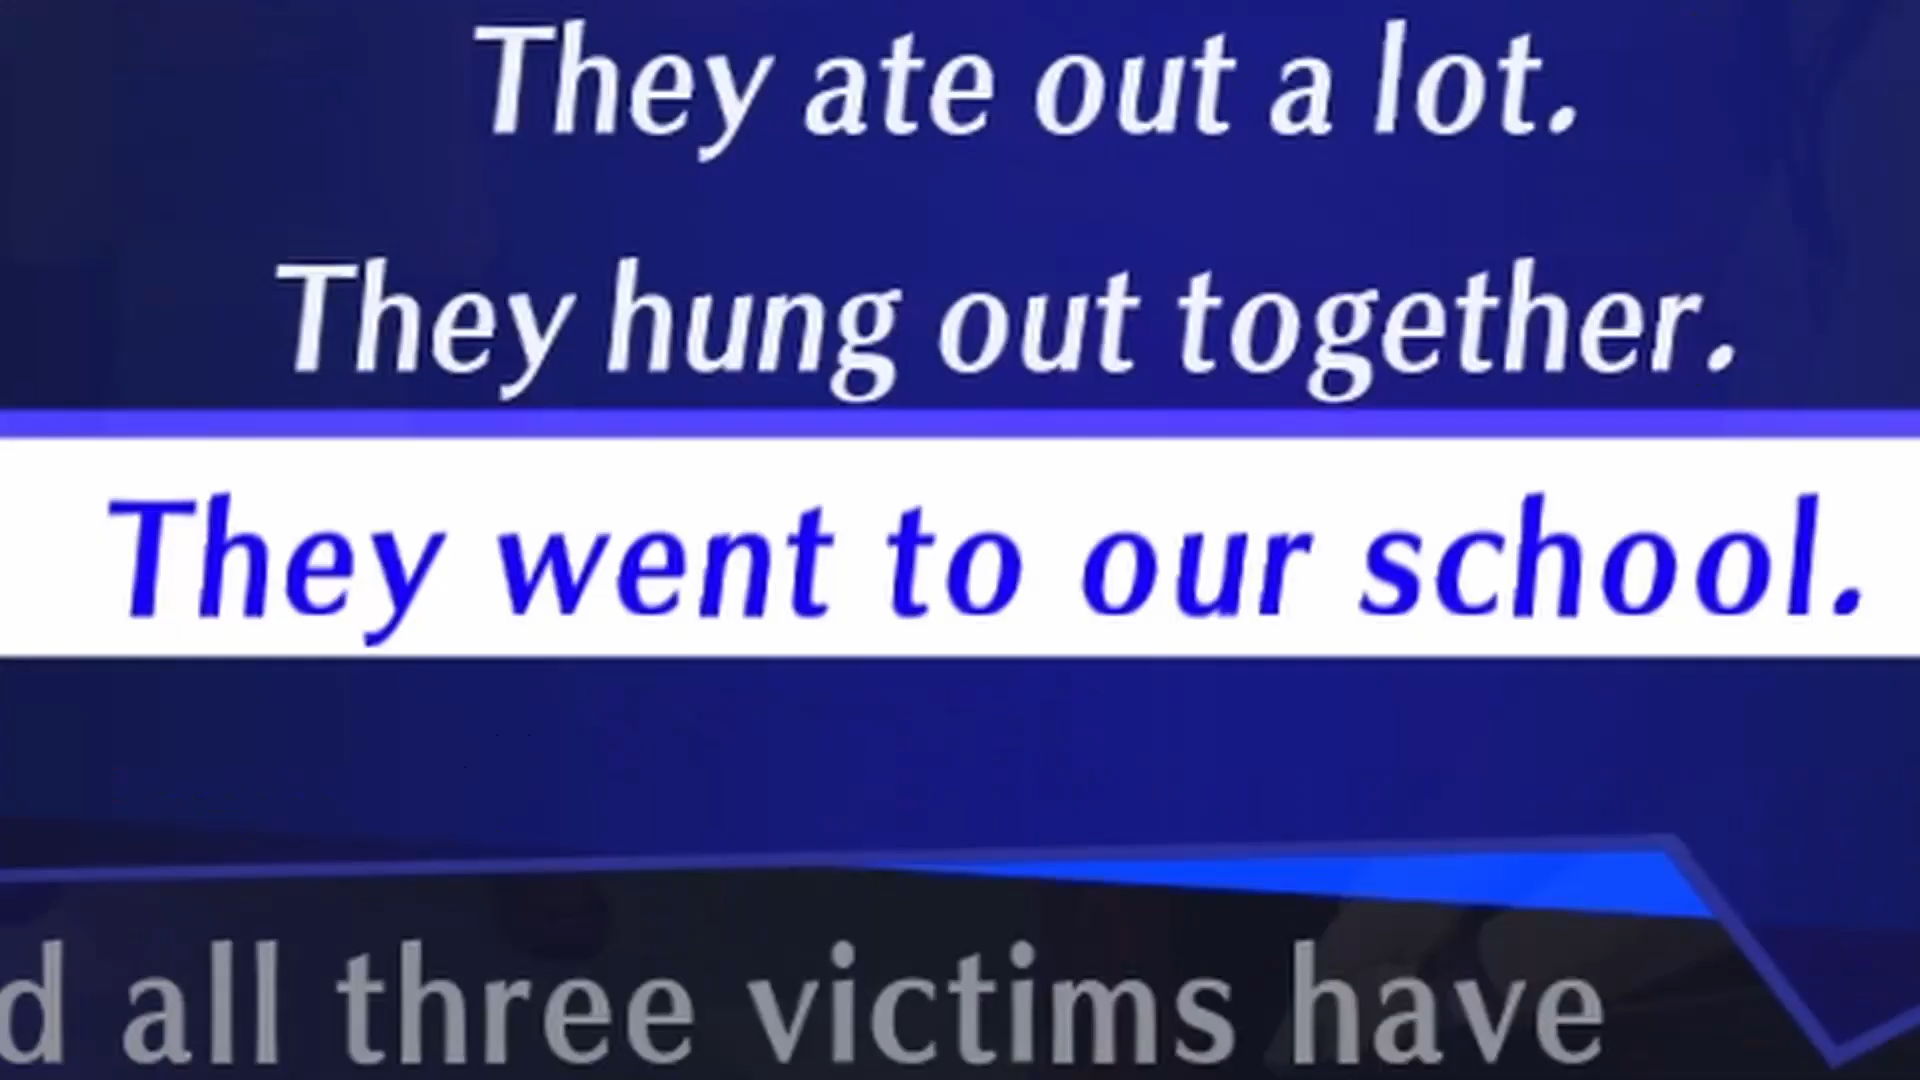 They ate out a lot.
They hung out together.
They went to our school.
d all three victims have